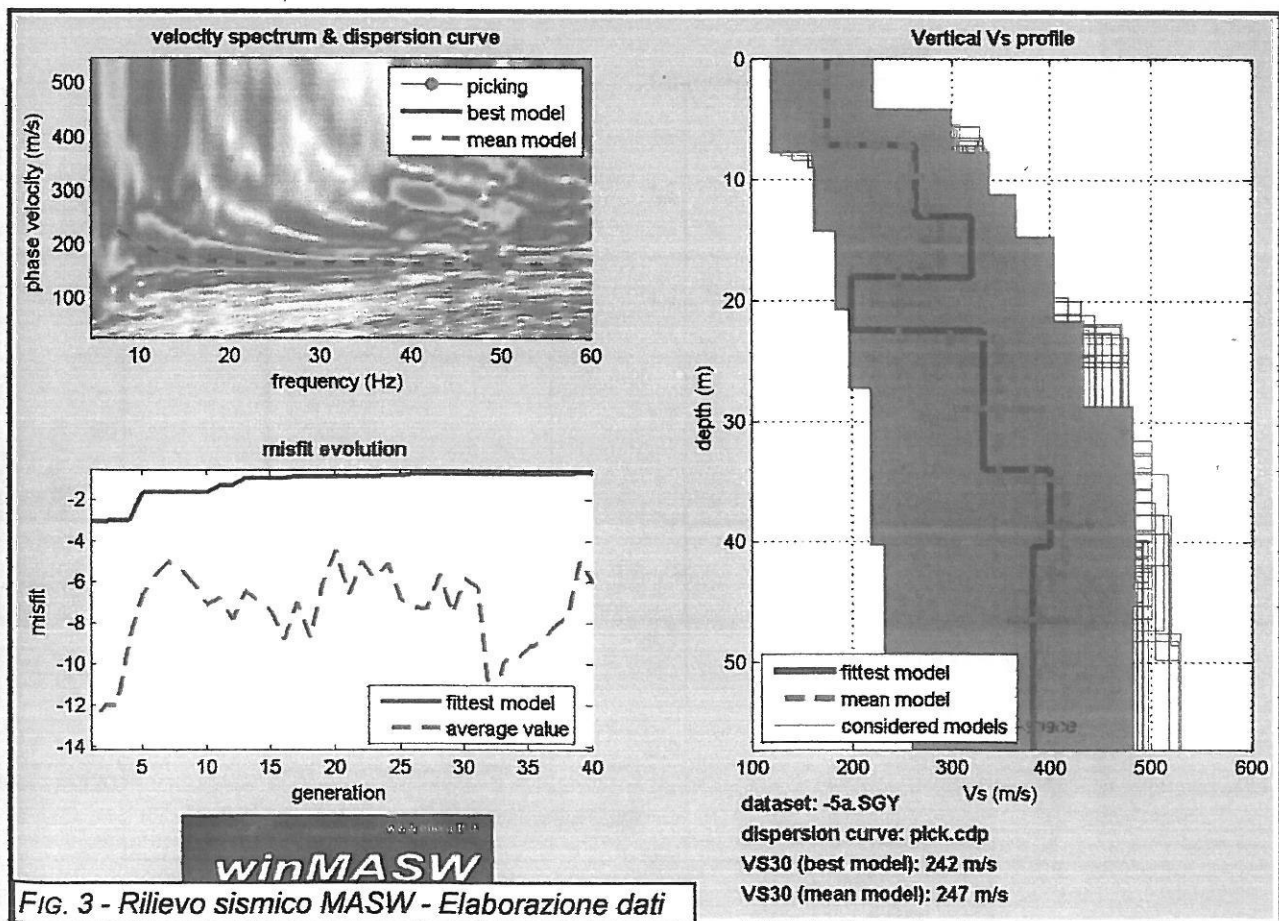 velocity spectrum & dispersion curve
500
400
300
200
100
phase velocity (m/s)
picking
best model
mean model
10
20
30
40
50
60
frequency (Hz)
misfit evolution
-2
-4
-6
-8
-10
-12
-14
misfit
fittest model
average value
5
10
15
20
25
30
35
40
generation
winMASW
FIG. 3 - Rilievo sismico MASW - Elaborazione dati
Vertical Vs profile
0
10
20
30
40
50
depth (m)
fittest model
mean model
considered models
100
200
300
400
500
600
Vs (m/s)
dataset: -5a.SGY
dispersion curve: pick.cdp
VS30 (best model): 242 m/s
VS30 (mean model): 247 m/s